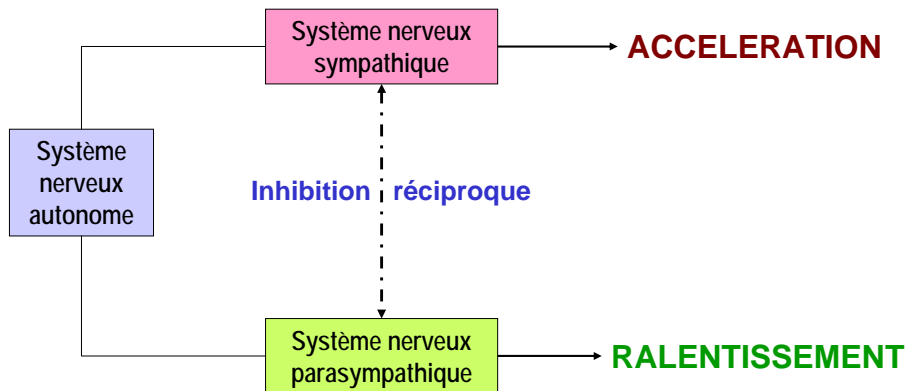 Système nerveux
sympathique
ACCELERATION
Système
nerveux
autonome
Inhibition réciproque
Système nerveux
parasympathique
RALENTISSEMENT